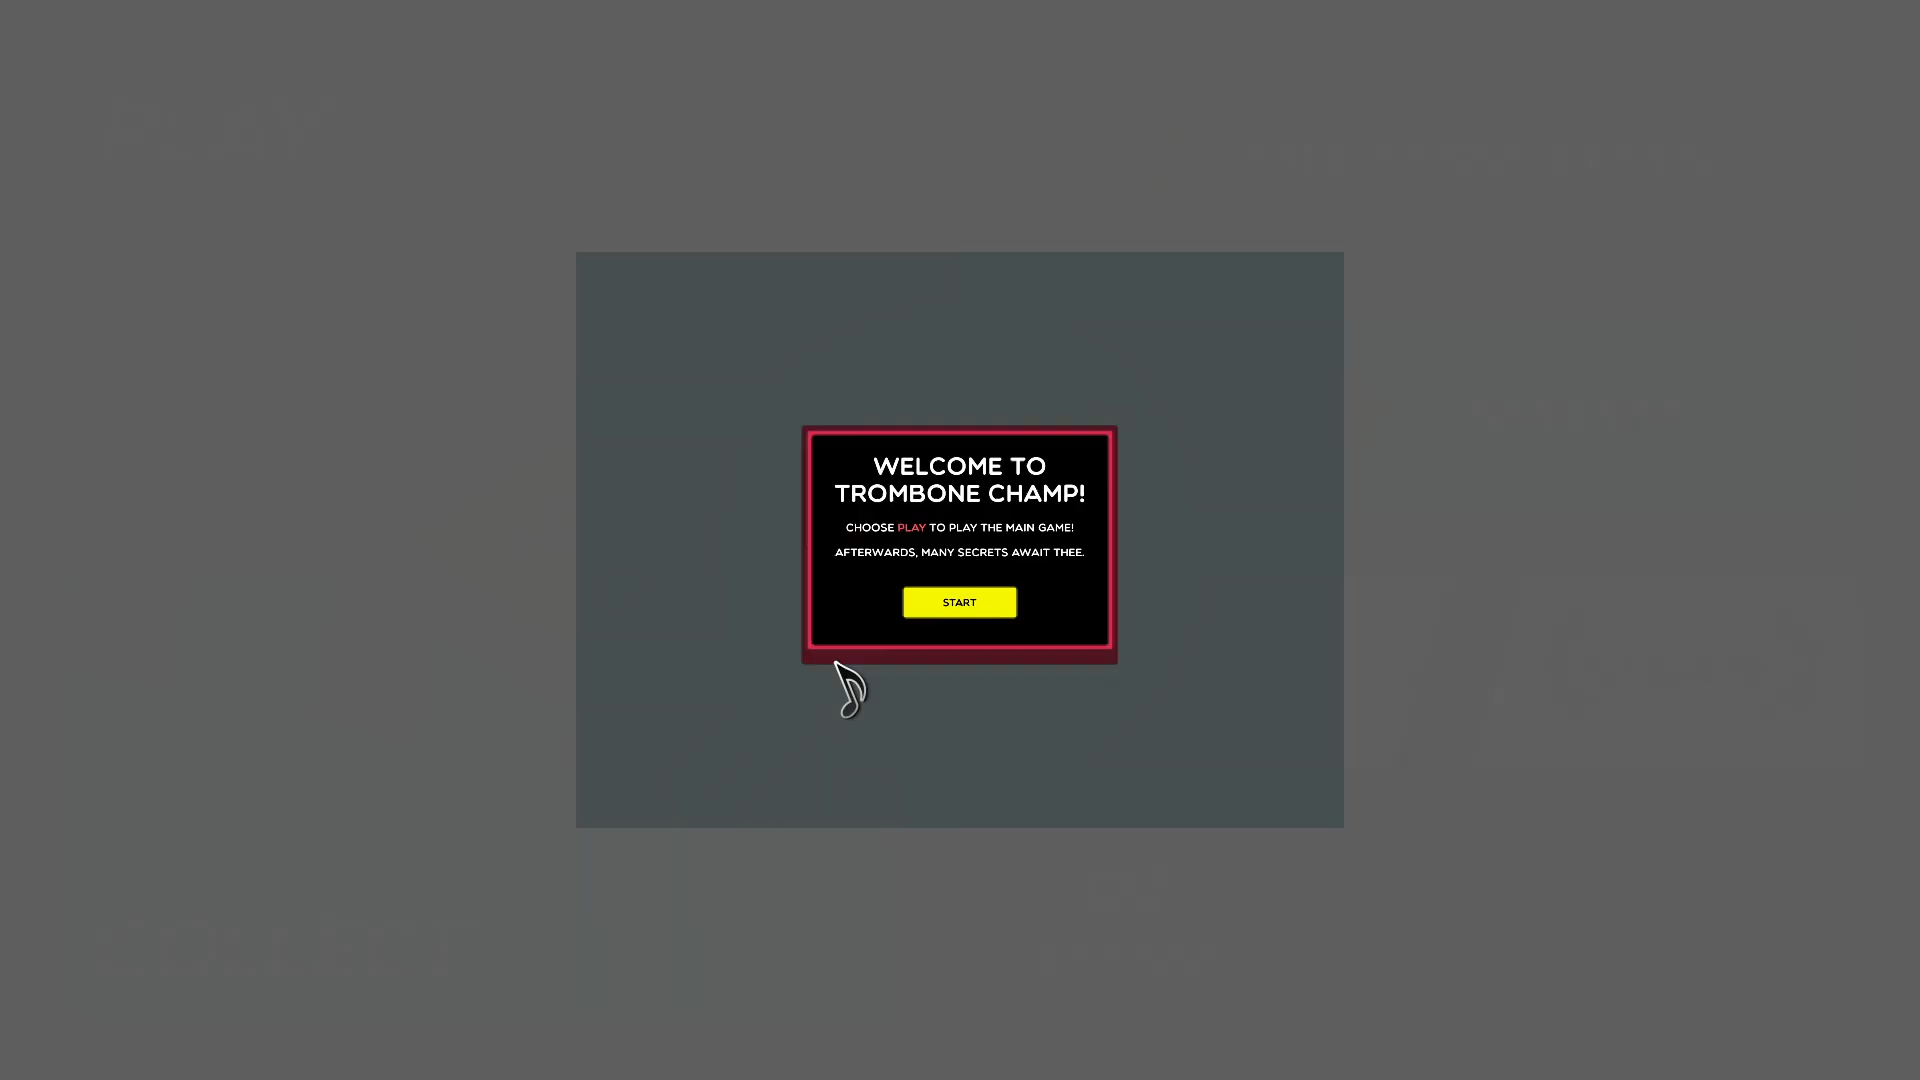 WELCOME TO
TROMBONE CHAMP!
CHOOSE PLAY TO PLAY THE MAIN GAME!
AFTERWARDS, MANY SECRETS AWAIT THEE.
START